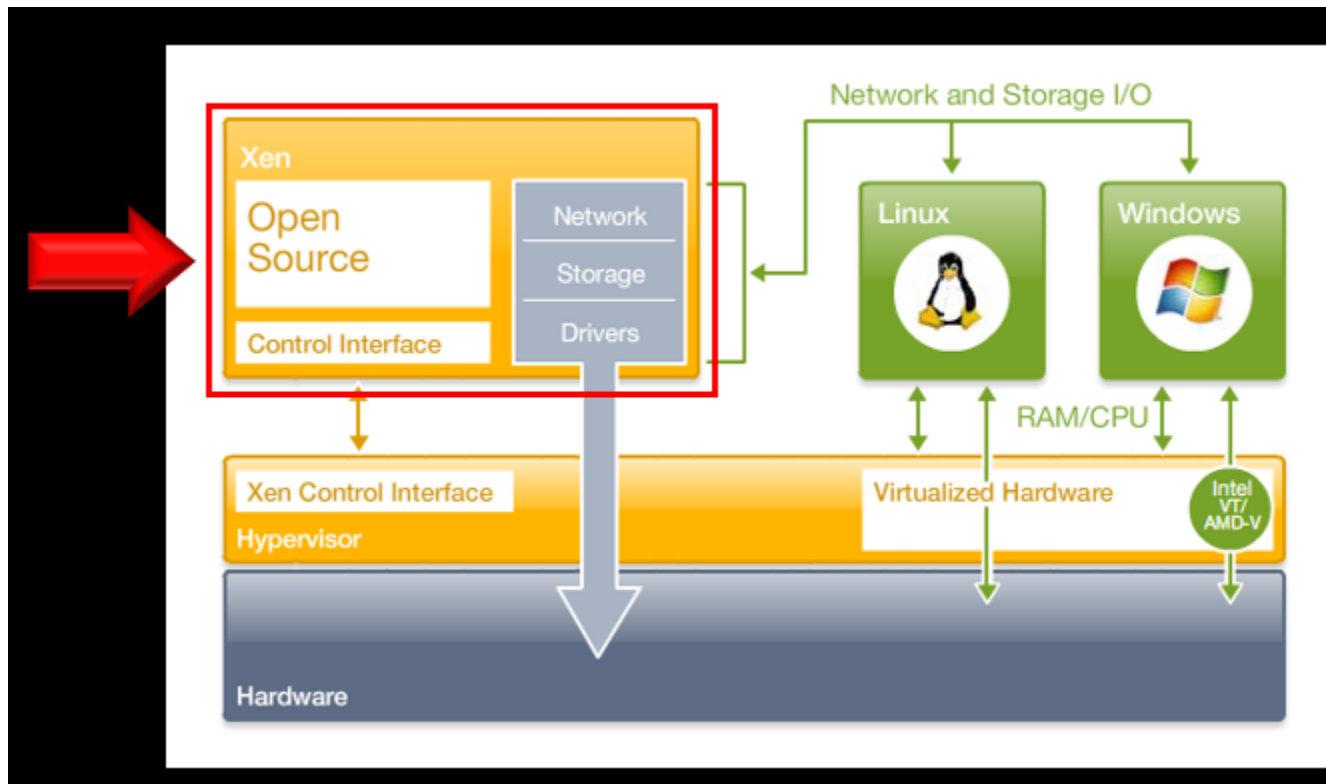 Network and Storage I/O
Xen
Open
Source
Control Interface
Network
Storage
Drivers
Linux
Windows
RAM/CPU
Xen Control Interface
Hypervisor
Virtualized Hardware
Intel
VT/
AMD-V
Hardware